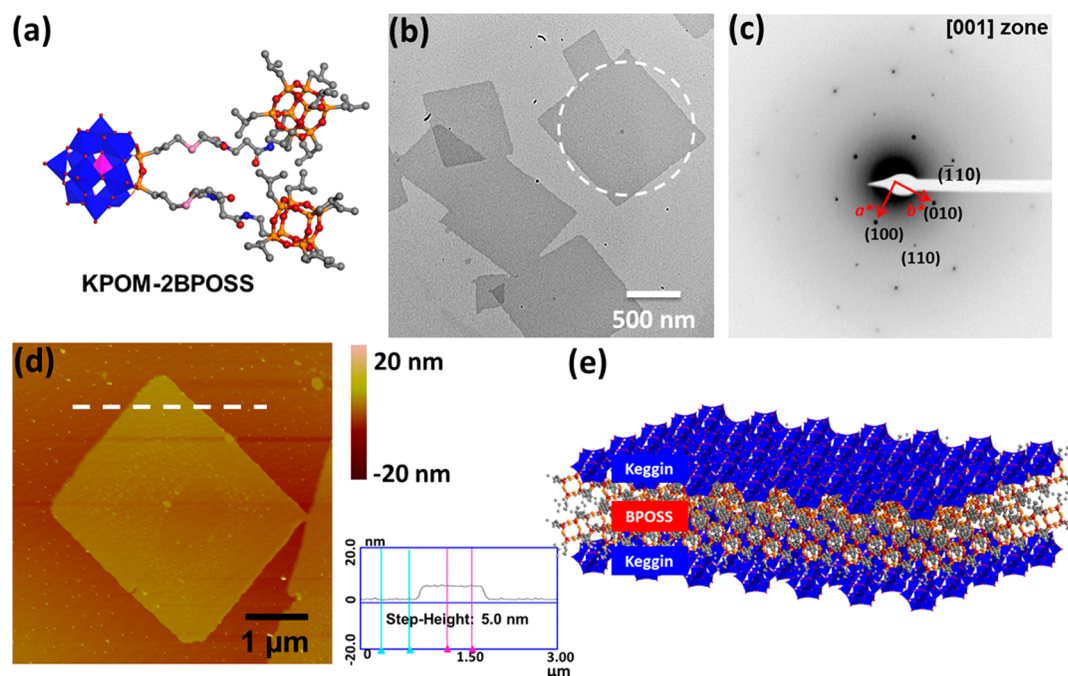 (a)
KPOM-2BPOSS
(b)
500 nm
(c)
[001] zone
(1̅10)
a*
b*
(010)
(100)
(110)
(d)
20 nm
-20 nm
1 µm
nm
20.0
0
-20.0
Step-Height: 5.0 nm
0
1.50
3.00
µm
(e)
Keggin
BPOSS
Keggin